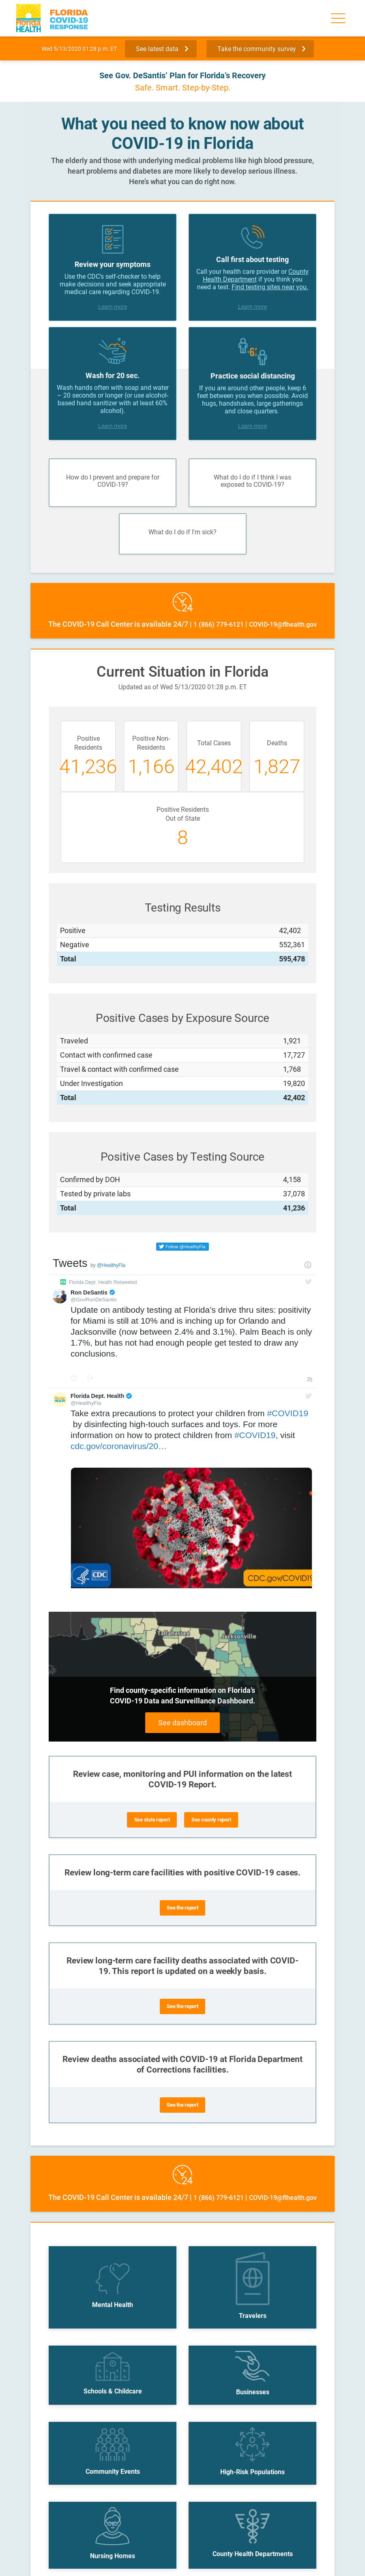 Florida
HEALTH
FLORIDA
COVID-19
RESPONSE
Wed 5/13/2020 01:28 p.m. ET
See latest data
Take the community survey
See Gov. DeSantis’ Plan for Florida’s Recovery
Safe. Smart. Step-by-Step.
What you need to know now about
COVID-19 in Florida
The elderly and those with underlying medical problems like high blood pressure,
heart problems and diabetes are more likely to develop serious illness.
Here’s what you can do right now.
Review your symptoms
Use the CDC’s self-checker to help
make decisions and seek appropriate
medical care regarding COVID-19.
Learn more
Call first about testing
Call your health care provider or County
Health Department if you think you
need a test. Find testing sites near you.
Learn more
Wash for 20 sec.
Wash hands often with soap and water
– 20 seconds or longer (or use alcohol-
based hand sanitizer with at least 60%
alcohol).
Learn more
6'
Practice social distancing
If you are around other people, keep 6
feet between you when possible. Avoid
hugs, handshakes, large gatherings
and close quarters.
Learn more
How do I prevent and prepare for
COVID-19?
What do I do if I think I was
exposed to COVID-19?
What do I do if I'm sick?
24
The COVID-19 Call Center is available 24/7 | 1 (866) 779-6121 | COVID-19@flhealth.gov
Current Situation in Florida
Updated as of Wed 5/13/2020 01:28 p.m. ET
Positive
Residents
41,236
Positive Non-
Residents
1,166
Total Cases
42,402
Deaths
1,827
Positive Residents
Out of State
8
Testing Results
Positive 42,402
Negative 552,361
Total 595,478
Positive Cases by Exposure Source
Traveled 1,921
Contact with confirmed case 17,727
Travel & contact with confirmed case 1,768
Under Investigation 19,820
Total 42,402
Positive Cases by Testing Source
Confirmed by DOH 4,158
Tested by private labs 37,078
Total 41,236
Follow @HealthyFla
Tweets by @HealthyFla
Florida Dept. Health Retweeted
Ron DeSantis
@GovRonDeSantis
Update on antibody testing at Florida’s drive thru sites: positivity
for Miami is still at 10% and is inching up for Orlando and
Jacksonville (now between 2.4% and 3.1%). Palm Beach is only
1.7%, but has not had enough people get tested to draw any
conclusions.
2h
Florida Dept. Health
@HealthyFla
Take extra precautions to protect your children from #COVID19
by disinfecting high-touch surfaces and toys. For more
information on how to protect children from #COVID19, visit
cdc.gov/coronavirus/20…
CDC
CDC.gov/COVID19
Tallahassee
Jacksonville
Find county-specific information on Florida’s
COVID-19 Data and Surveillance Dashboard.
See dashboard
Review case, monitoring and PUI information on the latest
COVID-19 Report.
See state report
See county report
Review long-term care facilities with positive COVID-19 cases.
See the report
Review long-term care facility deaths associated with COVID-
19. This report is updated on a weekly basis.
See the report
Review deaths associated with COVID-19 at Florida Department
of Corrections facilities.
See the report
24
The COVID-19 Call Center is available 24/7 | 1 (866) 779-6121 | COVID-19@flhealth.gov
Mental Health
Travelers
Schools & Childcare
Businesses
Community Events
High-Risk Populations
Nursing Homes
County Health Departments